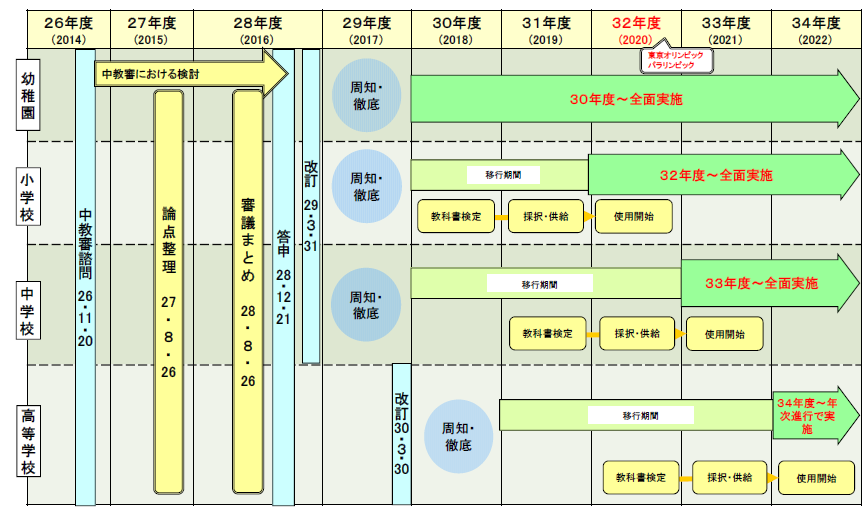 26年度
(2014)
27年度
(2015)
28年度
(2016)
29年度
(2017)
30年度
(2018)
31年度
(2019)
32年度
(2020)
33年度
(2021)
34年度
(2022)
東京オリンピック
パラリンピック
中教審諮問 26・11・20
中教審における検討
論点整理 27・8・26
審議まとめ 28・8・26
答申 28・12・21
改訂 29・3・31
幼稚園
周知・
徹底
30年度～全面実施
小学校
周知・
徹底
移行期間
32年度～全面実施
教科書検定
採択・供給
使用開始
中学校
周知・
徹底
移行期間
33年度～全面実施
教科書検定
採択・供給
使用開始
高等学校
改訂 30・3・30
周知・
徹底
移行期間
34年度～年
次進行で実
施
教科書検定
採択・供給
使用開始